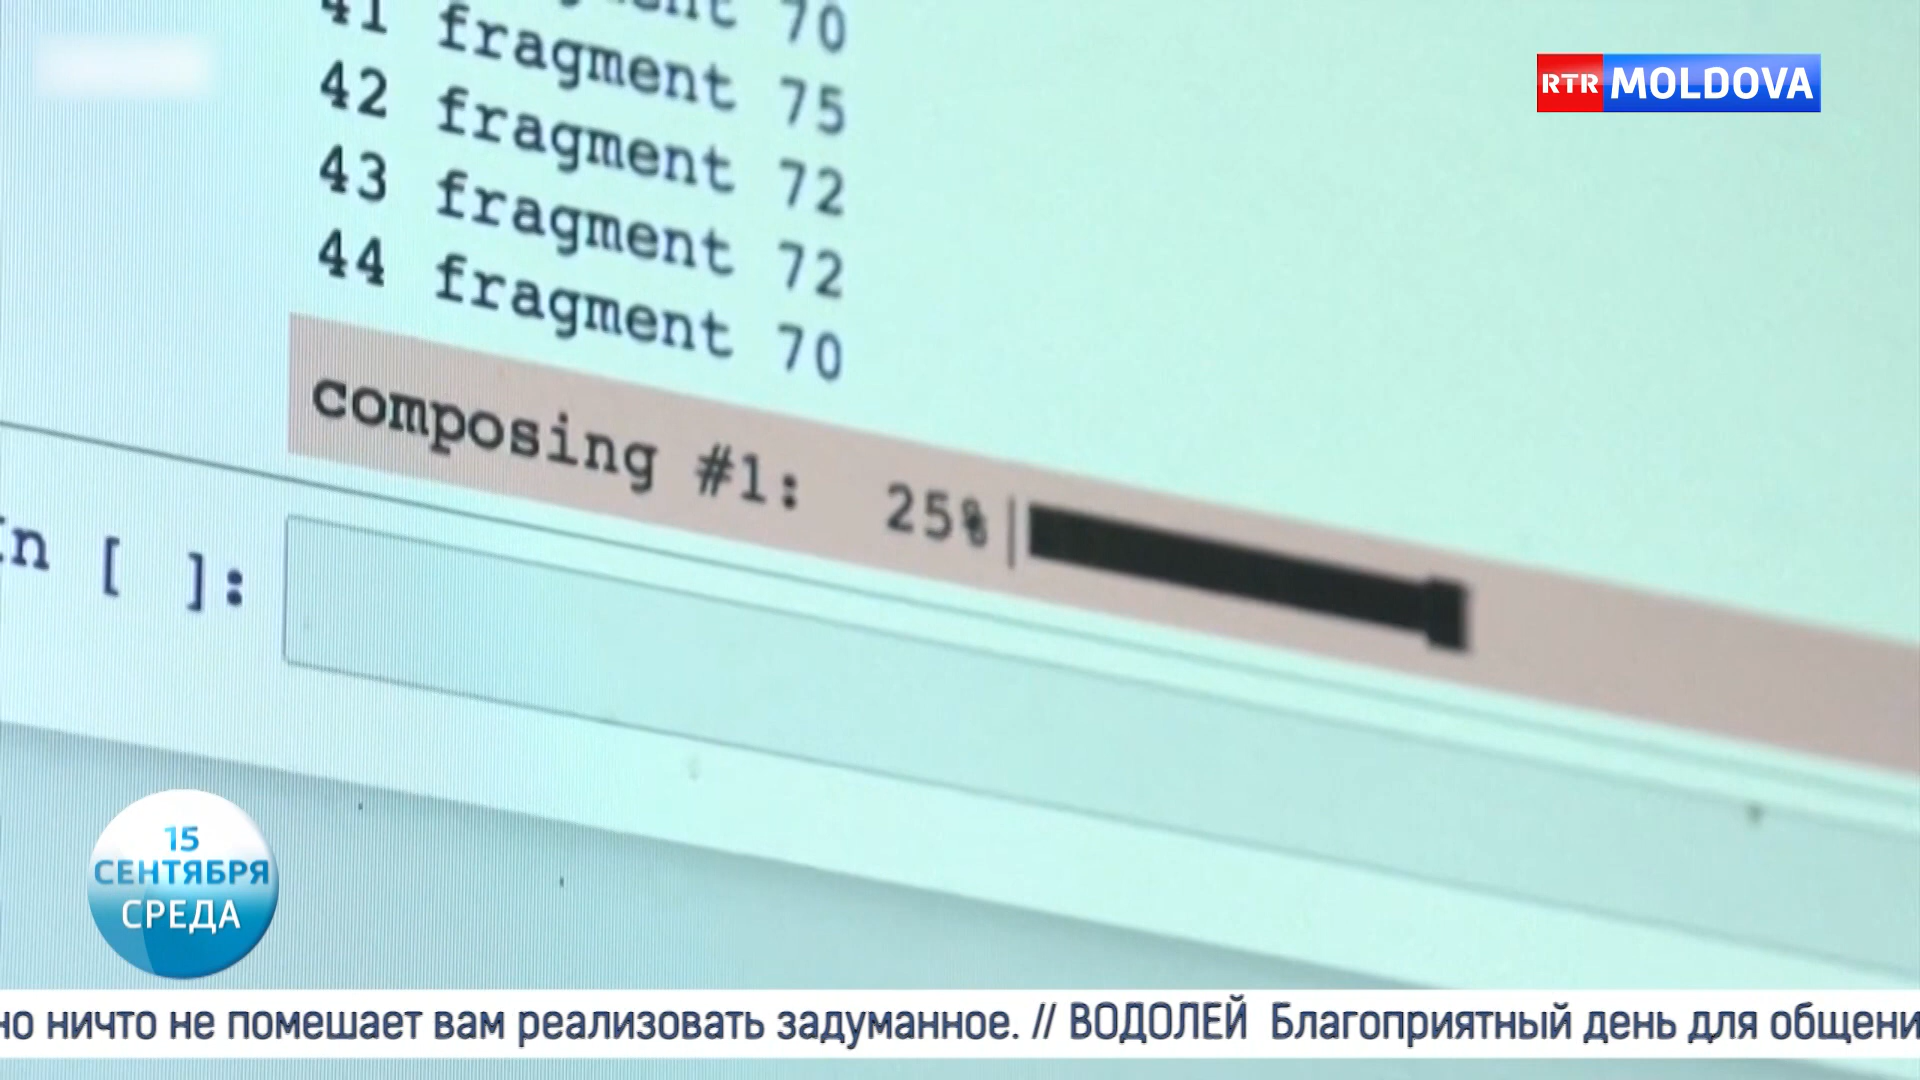 70
41 fragment 75
42 fragment 72
43 fragment 72
44 fragment 70
composing #1: 25%
In [ ]:
RTR MOLDOVA
15
СЕНТЯБРЯ
СРЕДА
но ничто не помешает вам реализовать задуманное. // ВОДОЛЕЙ Благоприятный день для общени